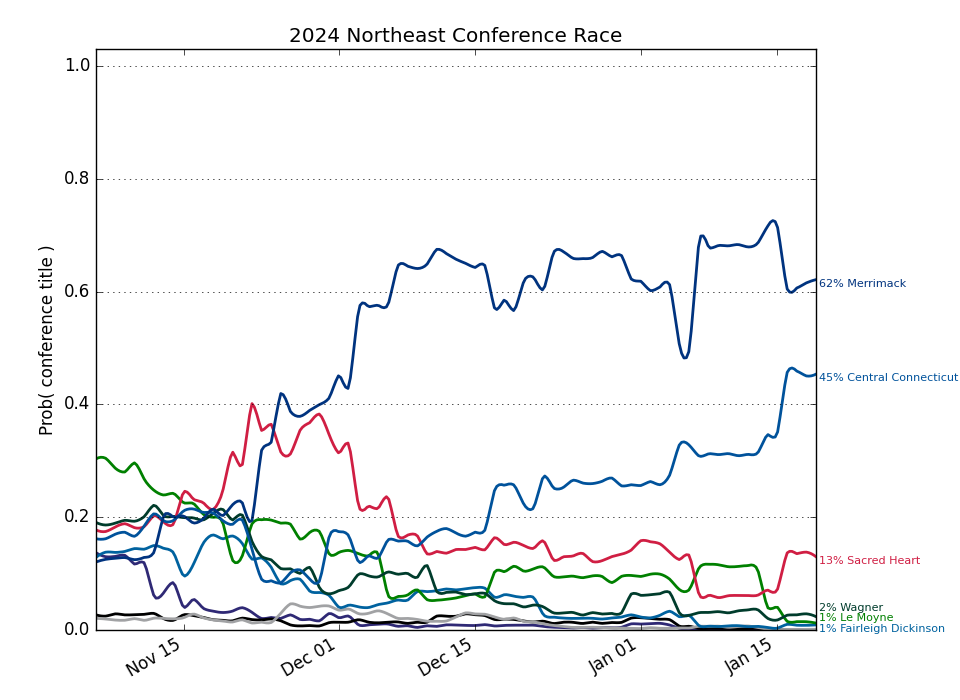 2024 Northeast Conference Race
1.0
0.8
0.6
0.4
0.2
0.0
Prob( conference title )
62% Merrimack
45% Central Connecticut
13% Sacred Heart
2% Wagner
1% Le Moyne
1% Fairleigh Dickinson
Nov 15
Dec 01
Dec 15
Jan 01
Jan 15